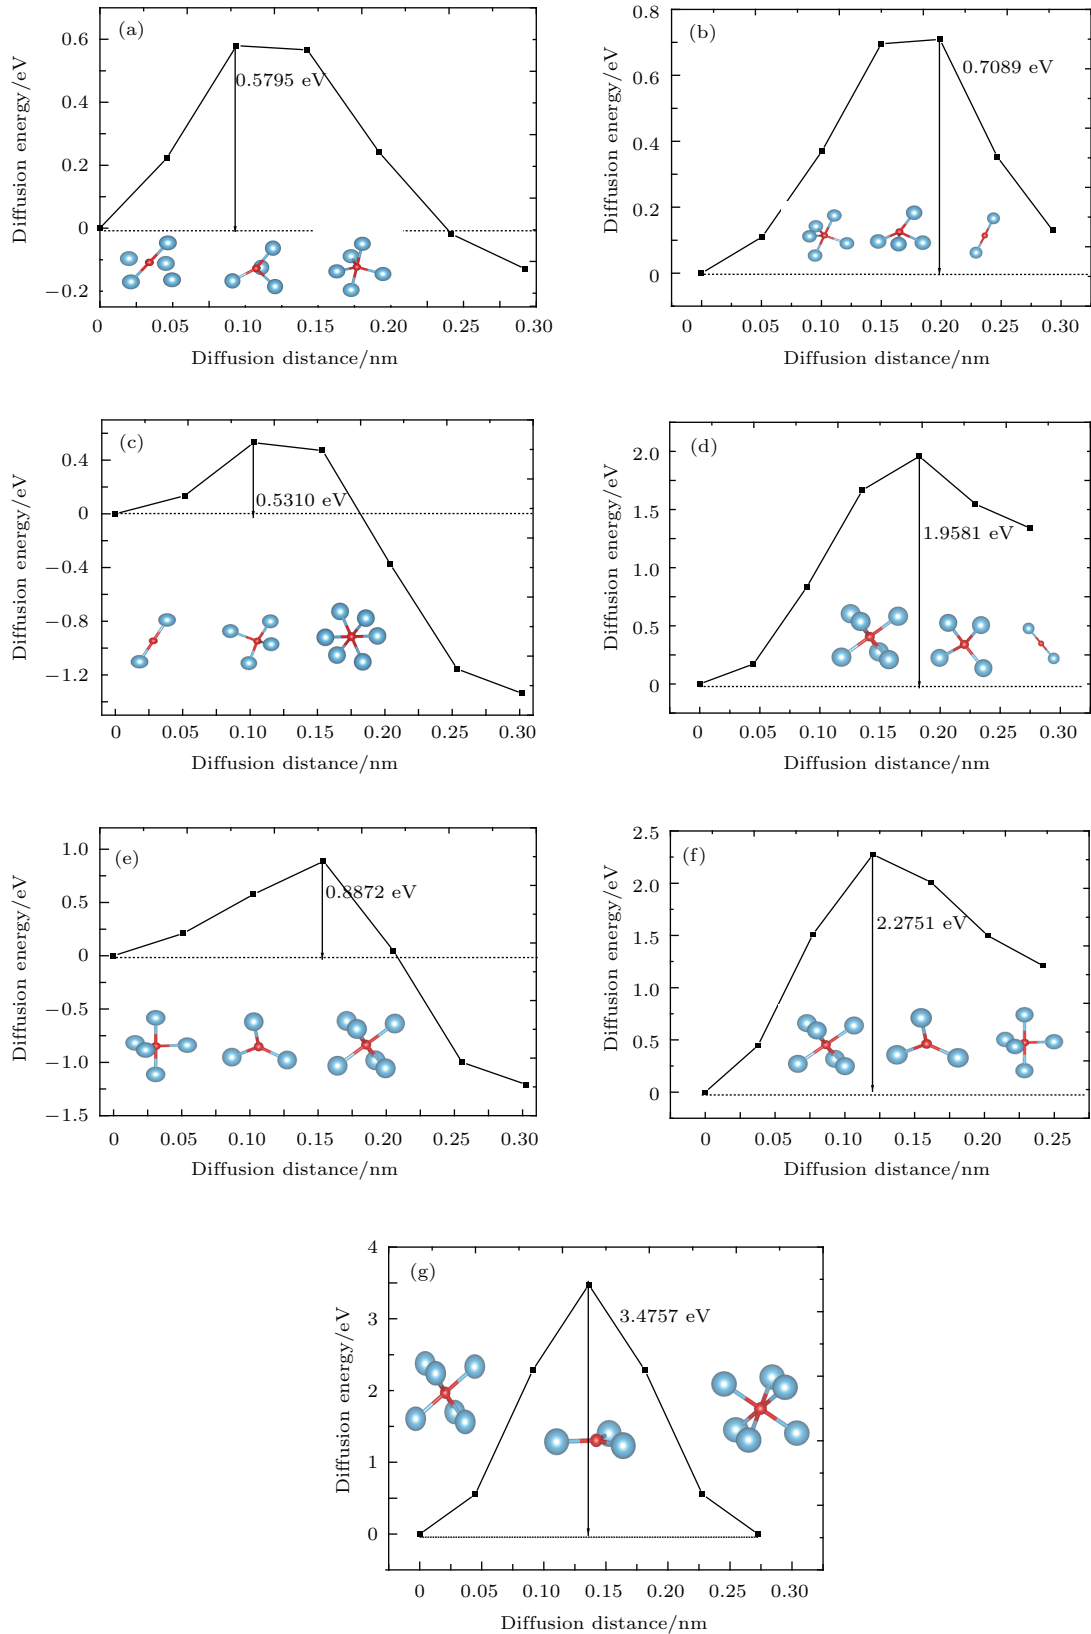 (a)
0.6
0.4
0.2
0
−0.2
0.5795 eV
Diffusion energy/eV
0 0.05 0.10 0.15 0.20 0.25 0.30
Diffusion distance/nm
(b)
0.8
0.6
0.4
0.2
0
0.7089 eV
Diffusion energy/eV
0 0.05 0.10 0.15 0.20 0.25 0.30
Diffusion distance/nm
(c)
0.4
0
−0.4
−0.8
−1.2
0.5310 eV
Diffusion energy/eV
0 0.05 0.10 0.15 0.20 0.25 0.30
Diffusion distance/nm
(d)
2.0
1.5
1.0
0.5
0
1.9581 eV
Diffusion energy/eV
0 0.05 0.10 0.15 0.20 0.25 0.30
Diffusion distance/nm
(e)
1.0
0.5
0
−0.5
−1.0
−1.5
0.8872 eV
Diffusion energy/eV
0 0.05 0.10 0.15 0.20 0.25 0.30
Diffusion distance/nm
(f)
2.5
2.0
1.5
1.0
0.5
0
2.2751 eV
Diffusion energy/eV
0 0.05 0.10 0.15 0.20 0.25
Diffusion distance/nm
(g)
4
3
2
1
0
3.4757 eV
Diffusion energy/eV
0 0.05 0.10 0.15 0.20 0.25 0.30
Diffusion distance/nm